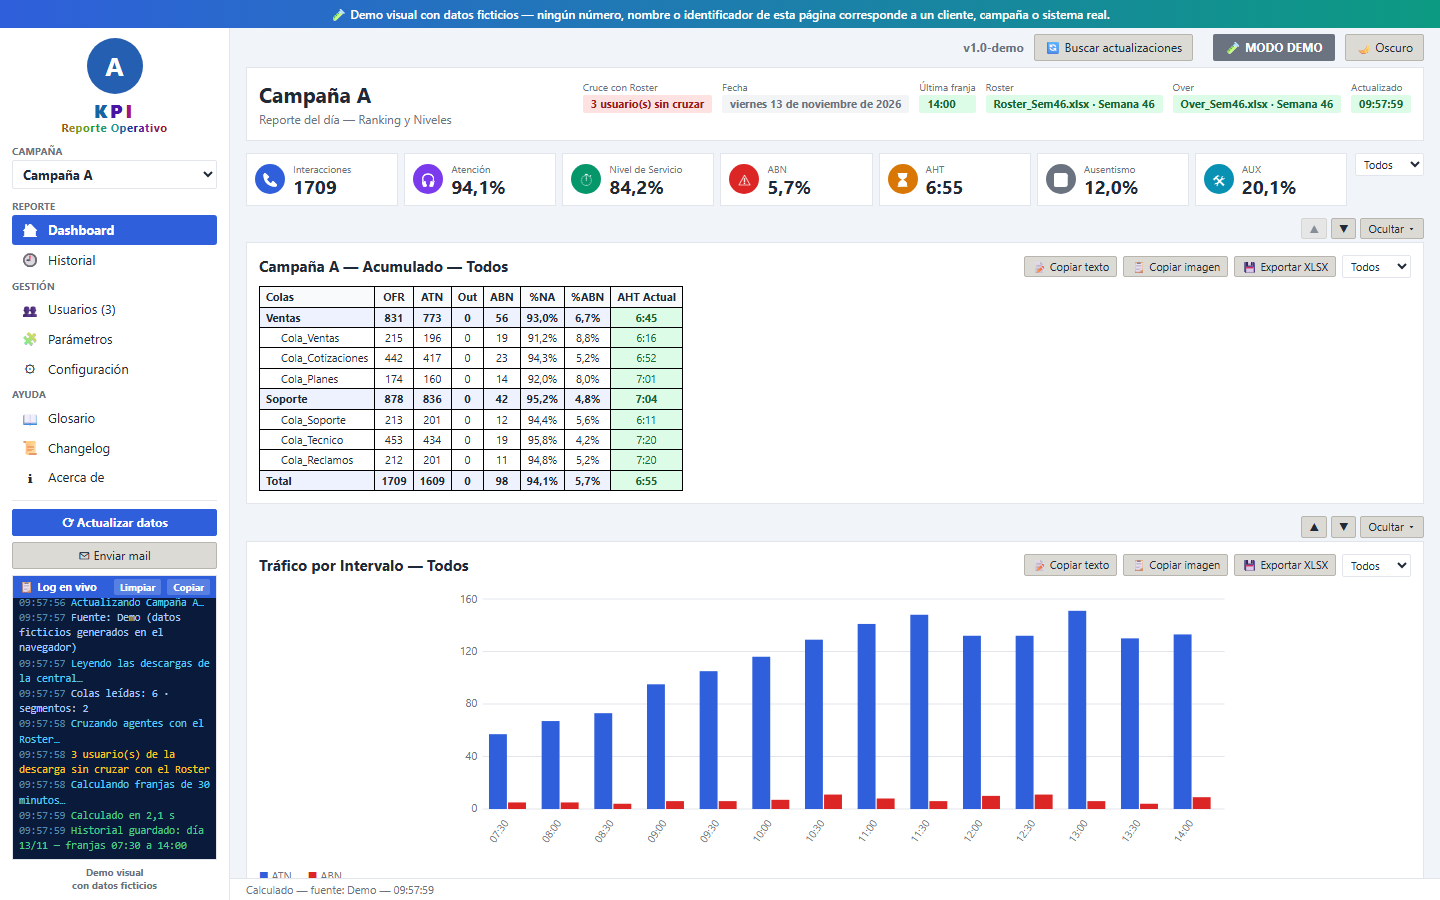 Demo visual con datos ficticios — ningún número, nombre o identificador de esta página corresponde a un cliente, campaña o sistema real.
A
KPI
Reporte Operativo
CAMPAÑA
Campaña A
REPORTE
Dashboard
Historial
GESTIÓN
Usuarios (3)
Parámetros
Configuración
AYUDA
Glosario
Changelog
Acerca de
Actualizar datos
Enviar mail
Log en vivo Limpiar Copiar
09:57:56 Actualizando Campaña A…
09:57:57 Fuente: Demo (datos
ficticios generados en el
navegador)
09:57:57 Leyendo las descargas de
la central…
09:57:57 Colas leídas: 6 ·
segmentos: 2
09:57:58 Cruzando agentes con el
Roster…
09:57:58 3 usuario(s) de la
descarga sin cruzar con el Roster
09:57:58 Calculando franjas de 30
minutos…
09:57:59 Calculado en 2,1 s
09:57:59 Historial guardado: día
13/11 — franjas 07:30 a 14:00
Demo visual
con datos ficticios
v1.0-demo Buscar actualizaciones MODO DEMO Oscuro
Campaña A
Reporte del día — Ranking y Niveles
Cruce con Roster Fecha Última franja Roster Over Actualizado
3 usuario(s) sin cruzar viernes 13 de noviembre de 2026 14:00 Roster_Sem46.xlsx · Semana 46 Over_Sem46.xlsx · Semana 46 09:57:59
Interacciones
1709
Atención
94,1%
Nivel de Servicio
84,2%
ABN
5,7%
AHT
6:55
Ausentismo
12,0%
AUX
20,1%
Todos
▲ ▼ Ocultar
Campaña A — Acumulado — Todos
Copiar texto Copiar imagen Exportar XLSX Todos
Colas OFR ATN Out ABN %NA %ABN AHT Actual
Ventas 831 773 0 56 93,0% 6,7% 6:45
Cola_Ventas 215 196 0 19 91,2% 8,8% 6:16
Cola_Cotizaciones 442 417 0 23 94,3% 5,2% 6:52
Cola_Planes 174 160 0 14 92,0% 8,0% 7:01
Soporte 878 836 0 42 95,2% 4,8% 7:04
Cola_Soporte 213 201 0 12 94,4% 5,6% 6:11
Cola_Tecnico 453 434 0 19 95,8% 4,2% 7:20
Cola_Reclamos 212 201 0 11 94,8% 5,2% 7:20
Total 1709 1609 0 98 94,1% 5,7% 6:55
▲ ▼ Ocultar
Tráfico por Intervalo — Todos
Copiar texto Copiar imagen Exportar XLSX Todos
160
120
80
40
0
07:30 08:00 08:30 09:00 09:30 10:00 10:30 11:00 11:30 12:00 12:30 13:00 13:30 14:00
ATN ABN
Calculado — fuente: Demo — 09:57:59